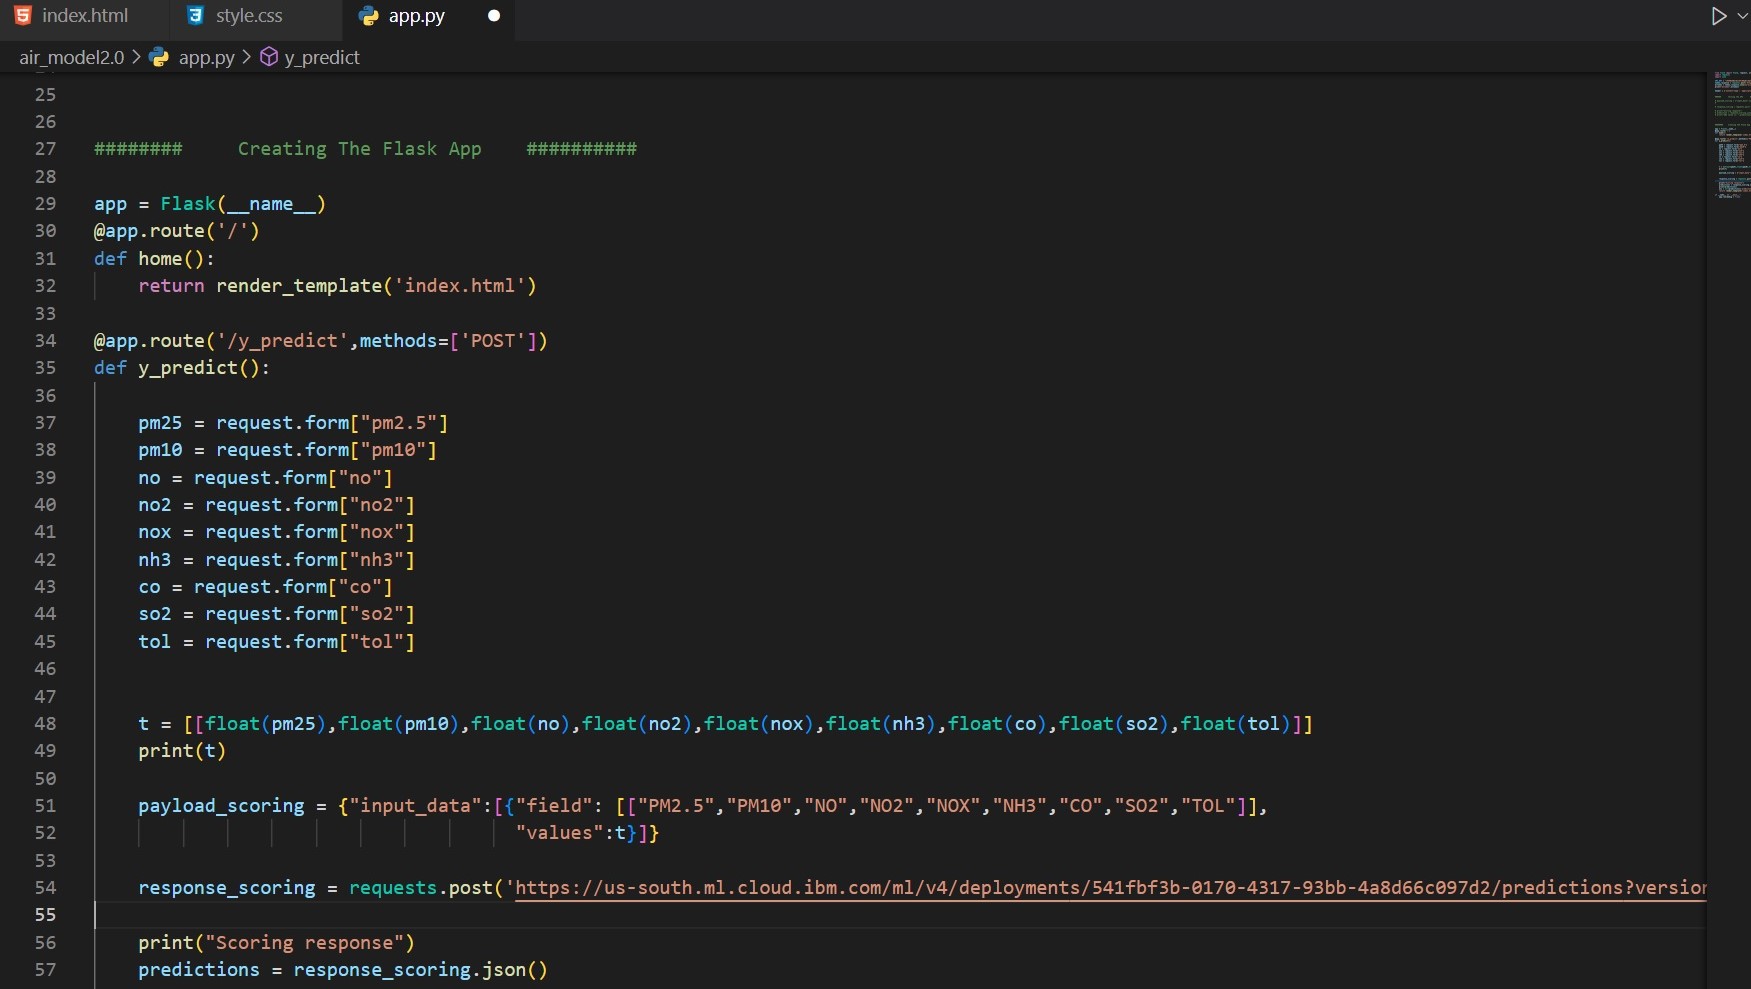 index.html style.css app.py
air_model2.0 > app.py > y_predict
25
26
27 ######## Creating The Flask App ##########
28
29 app = Flask(__name__)
30 @app.route('/')
31 def home():
32 return render_template('index.html')
33
34 @app.route('/y_predict',methods=['POST'])
35 def y_predict():
36
37 pm25 = request.form["pm2.5"]
38 pm10 = request.form["pm10"]
39 no = request.form["no"]
40 no2 = request.form["no2"]
41 nox = request.form["nox"]
42 nh3 = request.form["nh3"]
43 co = request.form["co"]
44 so2 = request.form["so2"]
45 tol = request.form["tol"]
46
47
48 t = [[float(pm25),float(pm10),float(no),float(no2),float(nox),float(nh3),float(co),float(so2),float(tol)]]
49 print(t)
50
51 payload_scoring = {"input_data":[{"field": [["PM2.5","PM10","NO","NO2","NOX","NH3","CO","SO2","TOL"]],
52 "values":t}]}
53
54 response_scoring = requests.post('https://us-south.ml.cloud.ibm.com/ml/v4/deployments/541fbf3b-0170-4317-93bb-4a8d66c097d2/predictions?version
55
56 print("Scoring response")
57 predictions = response_scoring.json()